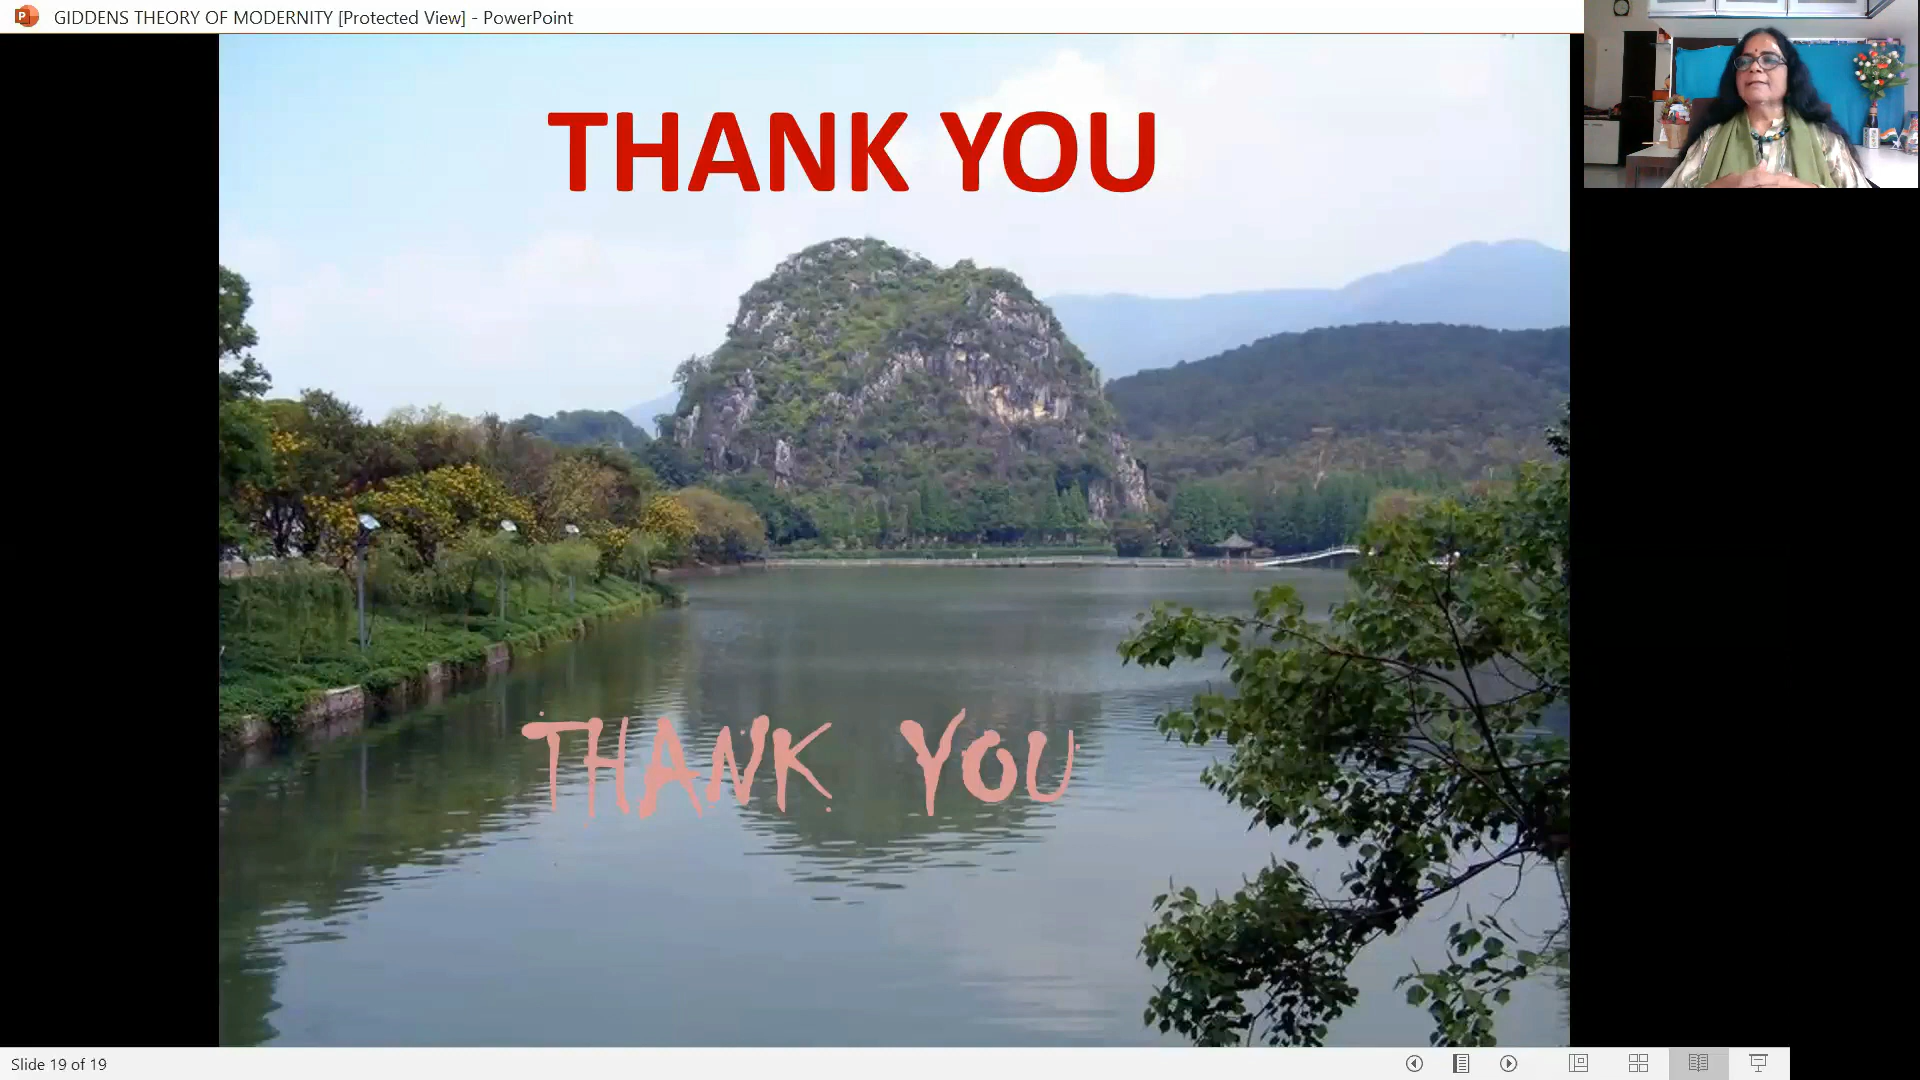 GIDDENS THEORY OF MODERNITY [Protected View] - PowerPoint
THANK YOU
THANK YOU
Slide 19 of 19